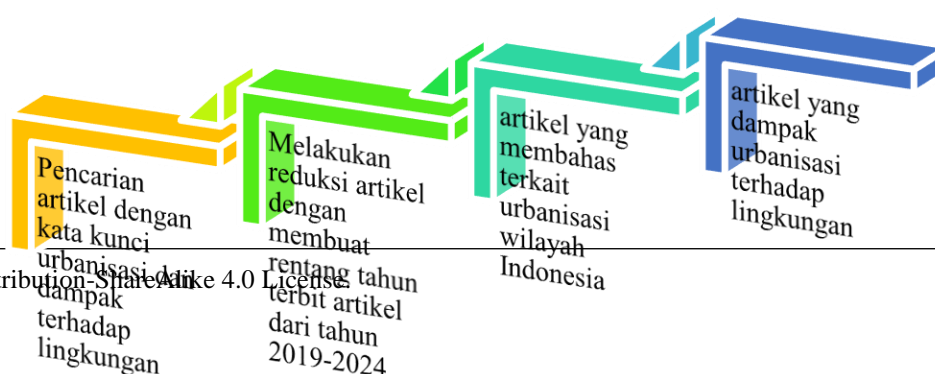 Pencarian
artikel dengan
kata kunci
urbanisasi dan
dampak
terhadap
lingkungan
Melakukan
reduksi artikel
dengan
membuat
rentang tahun
terbit artikel
dari tahun
2019-2024
artikel yang
membahas
terkait
urbanisasi
wilayah
Indonesia
artikel yang
dampak
urbanisasi
terhadap
lingkungan
tribution-ShareAlike 4.0 License.